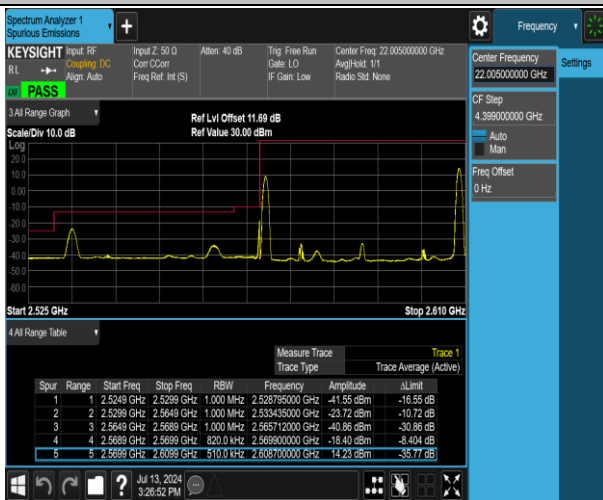 Spectrum Analyzer 1
Spurious Emissions
Frequency
KEYSIGHT
RL
Align: Auto
Input: RF
Coupling: DC
Input Z: 50 Ω
Corr CCorr
Freq Ref: Int (S)
Atten: 40 dB
Trig: Free Run
Gate: LO
IF Gain: Low
Center Freq: 22.005000000 GHz
Avg|Hold: 1/1
Radio Std: None
LXI PASS
3 All Range Graph
Scale/Div 10.0 dB
Ref Lvl Offset 11.69 dB
Ref Value 30.00 dBm
Log
20.0
10.0
0.00
-10.0
-20.0
-30.0
-40.0
-50.0
-60.0
Start 2.525 GHz
Stop 2.610 GHz
4 All Range Table
Measure Trace Trace 1
Trace Type Trace Average (Active)
Spur Range Start Freq Stop Freq RBW Frequency Amplitude ΔLimit
1 1 2.5249 GHz 2.5299 GHz 1.000 MHz 2.528795000 GHz -41.55 dBm -16.55 dB
2 2 2.5299 GHz 2.5649 GHz 1.000 MHz 2.533435000 GHz -23.72 dBm -10.72 dB
3 3 2.5649 GHz 2.5689 GHz 1.000 MHz 2.565712000 GHz -40.86 dBm -30.86 dB
4 4 2.5689 GHz 2.5699 GHz 820.0 kHz 2.569900000 GHz -18.40 dBm -8.404 dB
5 5 2.5699 GHz 2.6099 GHz 510.0 kHz 2.608700000 GHz 14.23 dBm -35.77 dB
Jul 13, 2024
3:26:52 PM
Center Frequency
22.005000000 GHz
CF Step
4.399000000 GHz
Auto
Man
Freq Offset
0 Hz
Settings